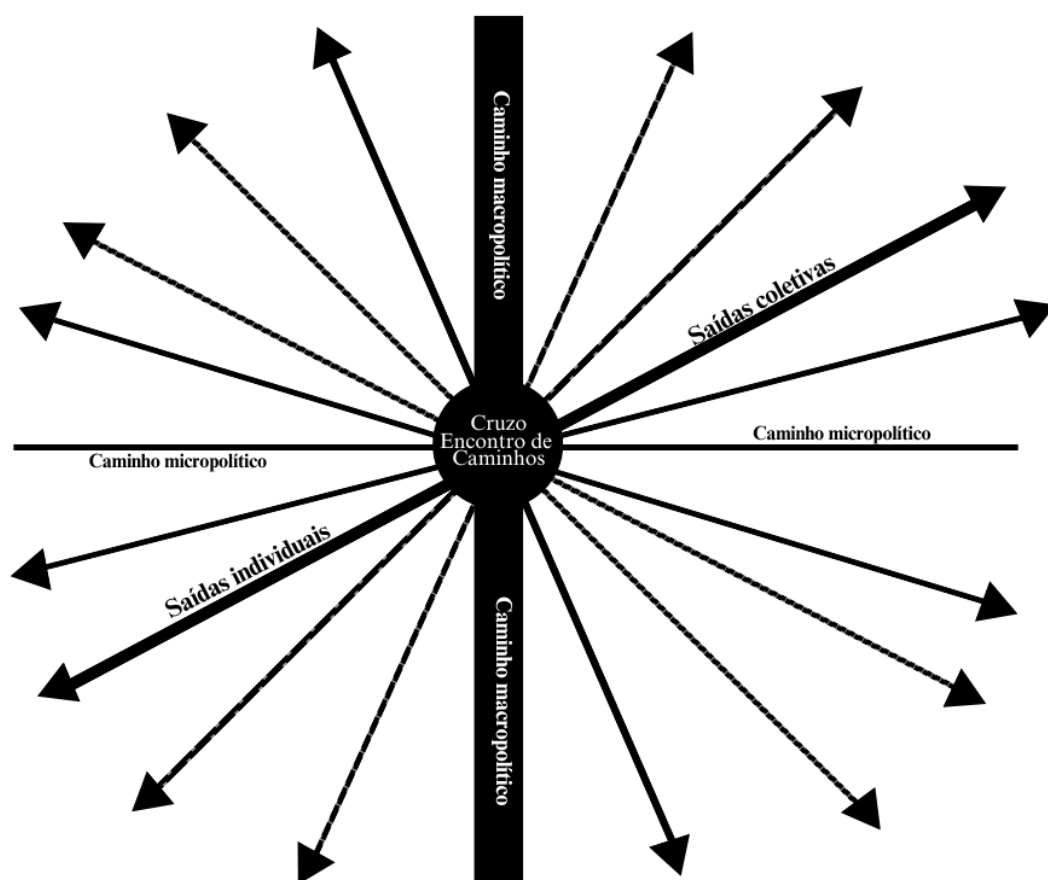 Caminho macropolítico
Saídas coletivas
Cruzo
Encontro de
Caminhos
Caminho micropolítico
Caminho micropolítico
Saídas individuais
Caminho macropolítico